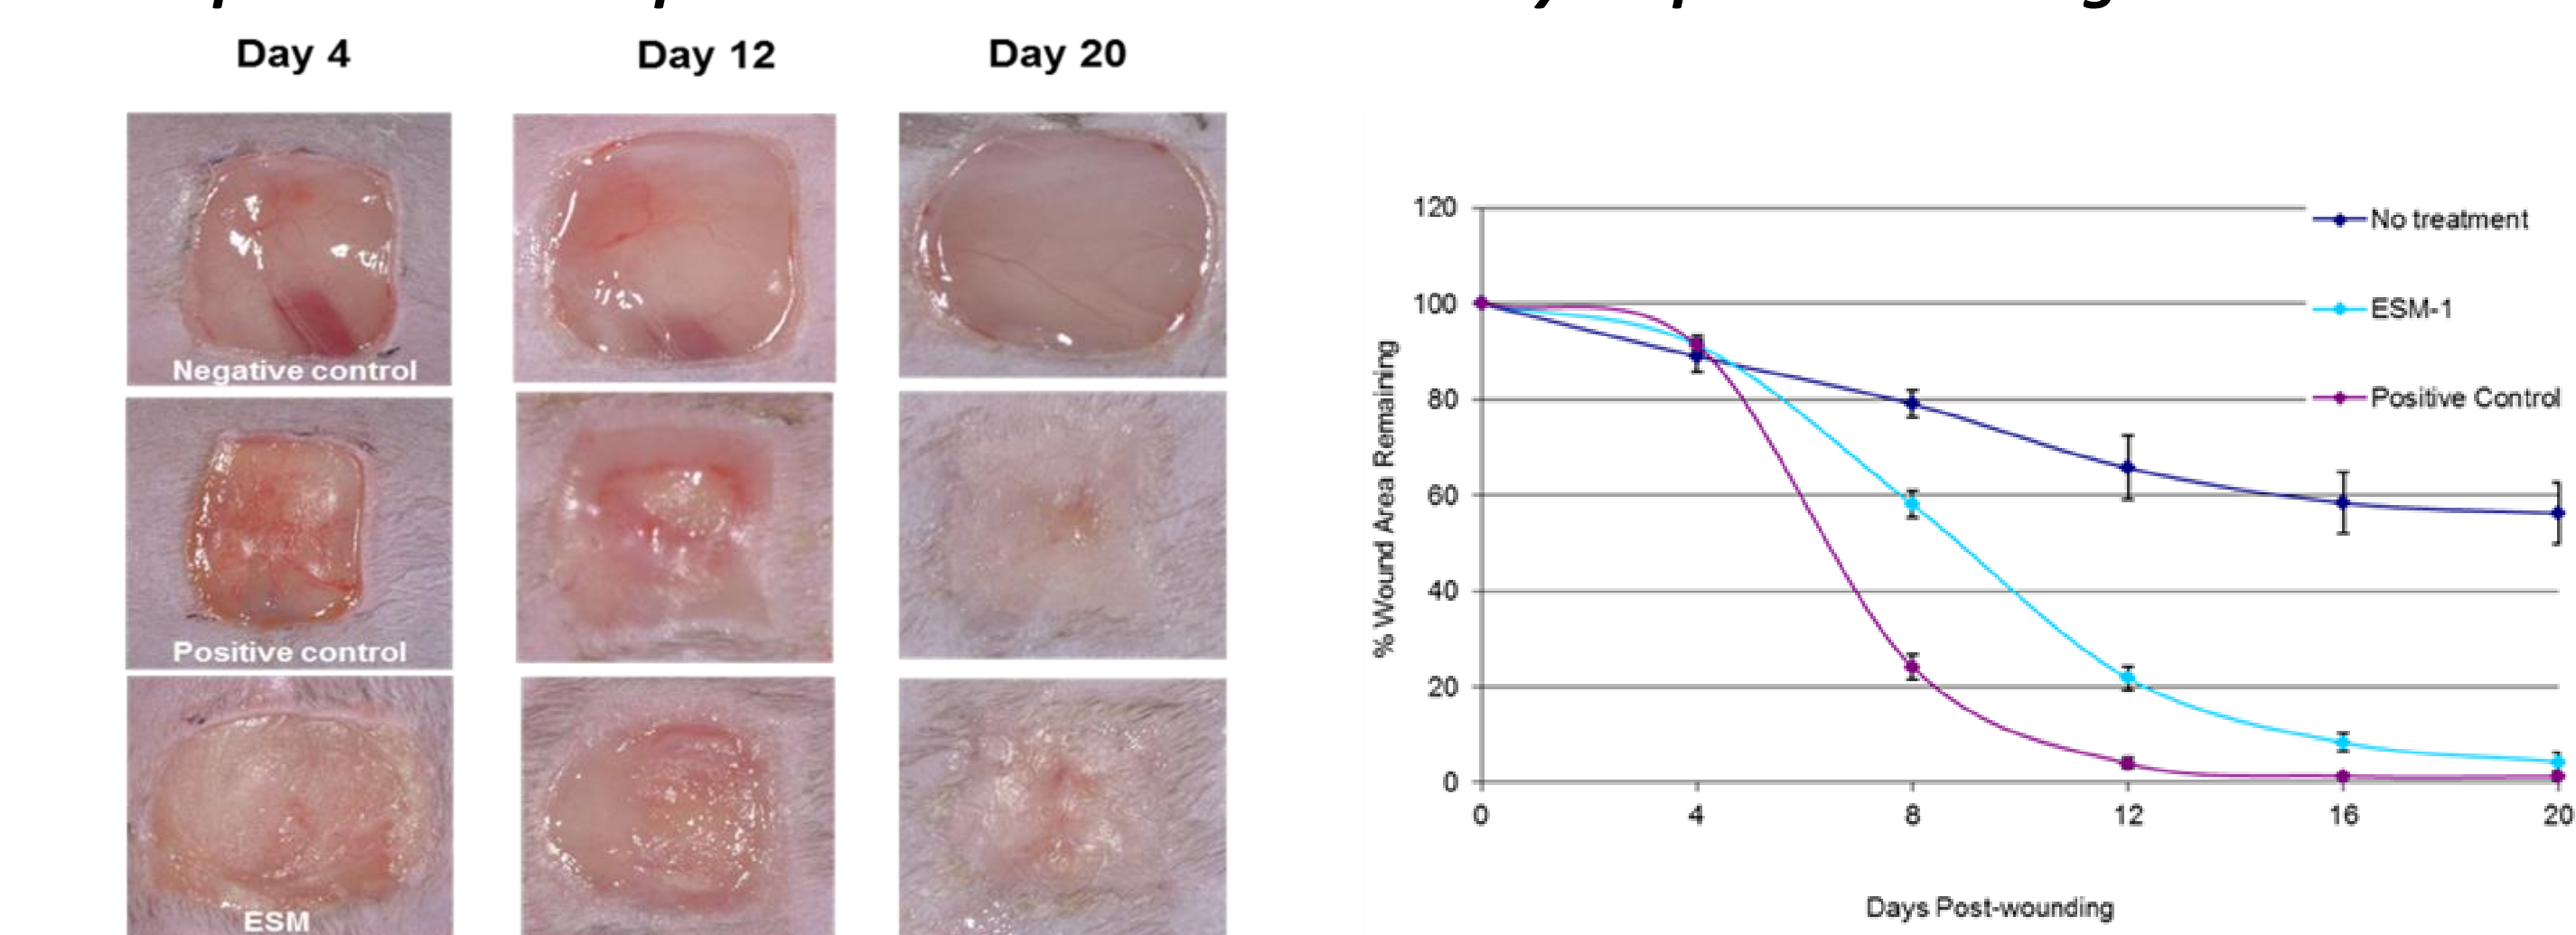 Day 4 Day 12 Day 20
Negative control
Positive control
ESM
120
100
80
60
40
20
0
% Wound Area Remaining
0 4 8 12 16 20
Days Post-wounding
No treatment
ESM-1
Positive Control